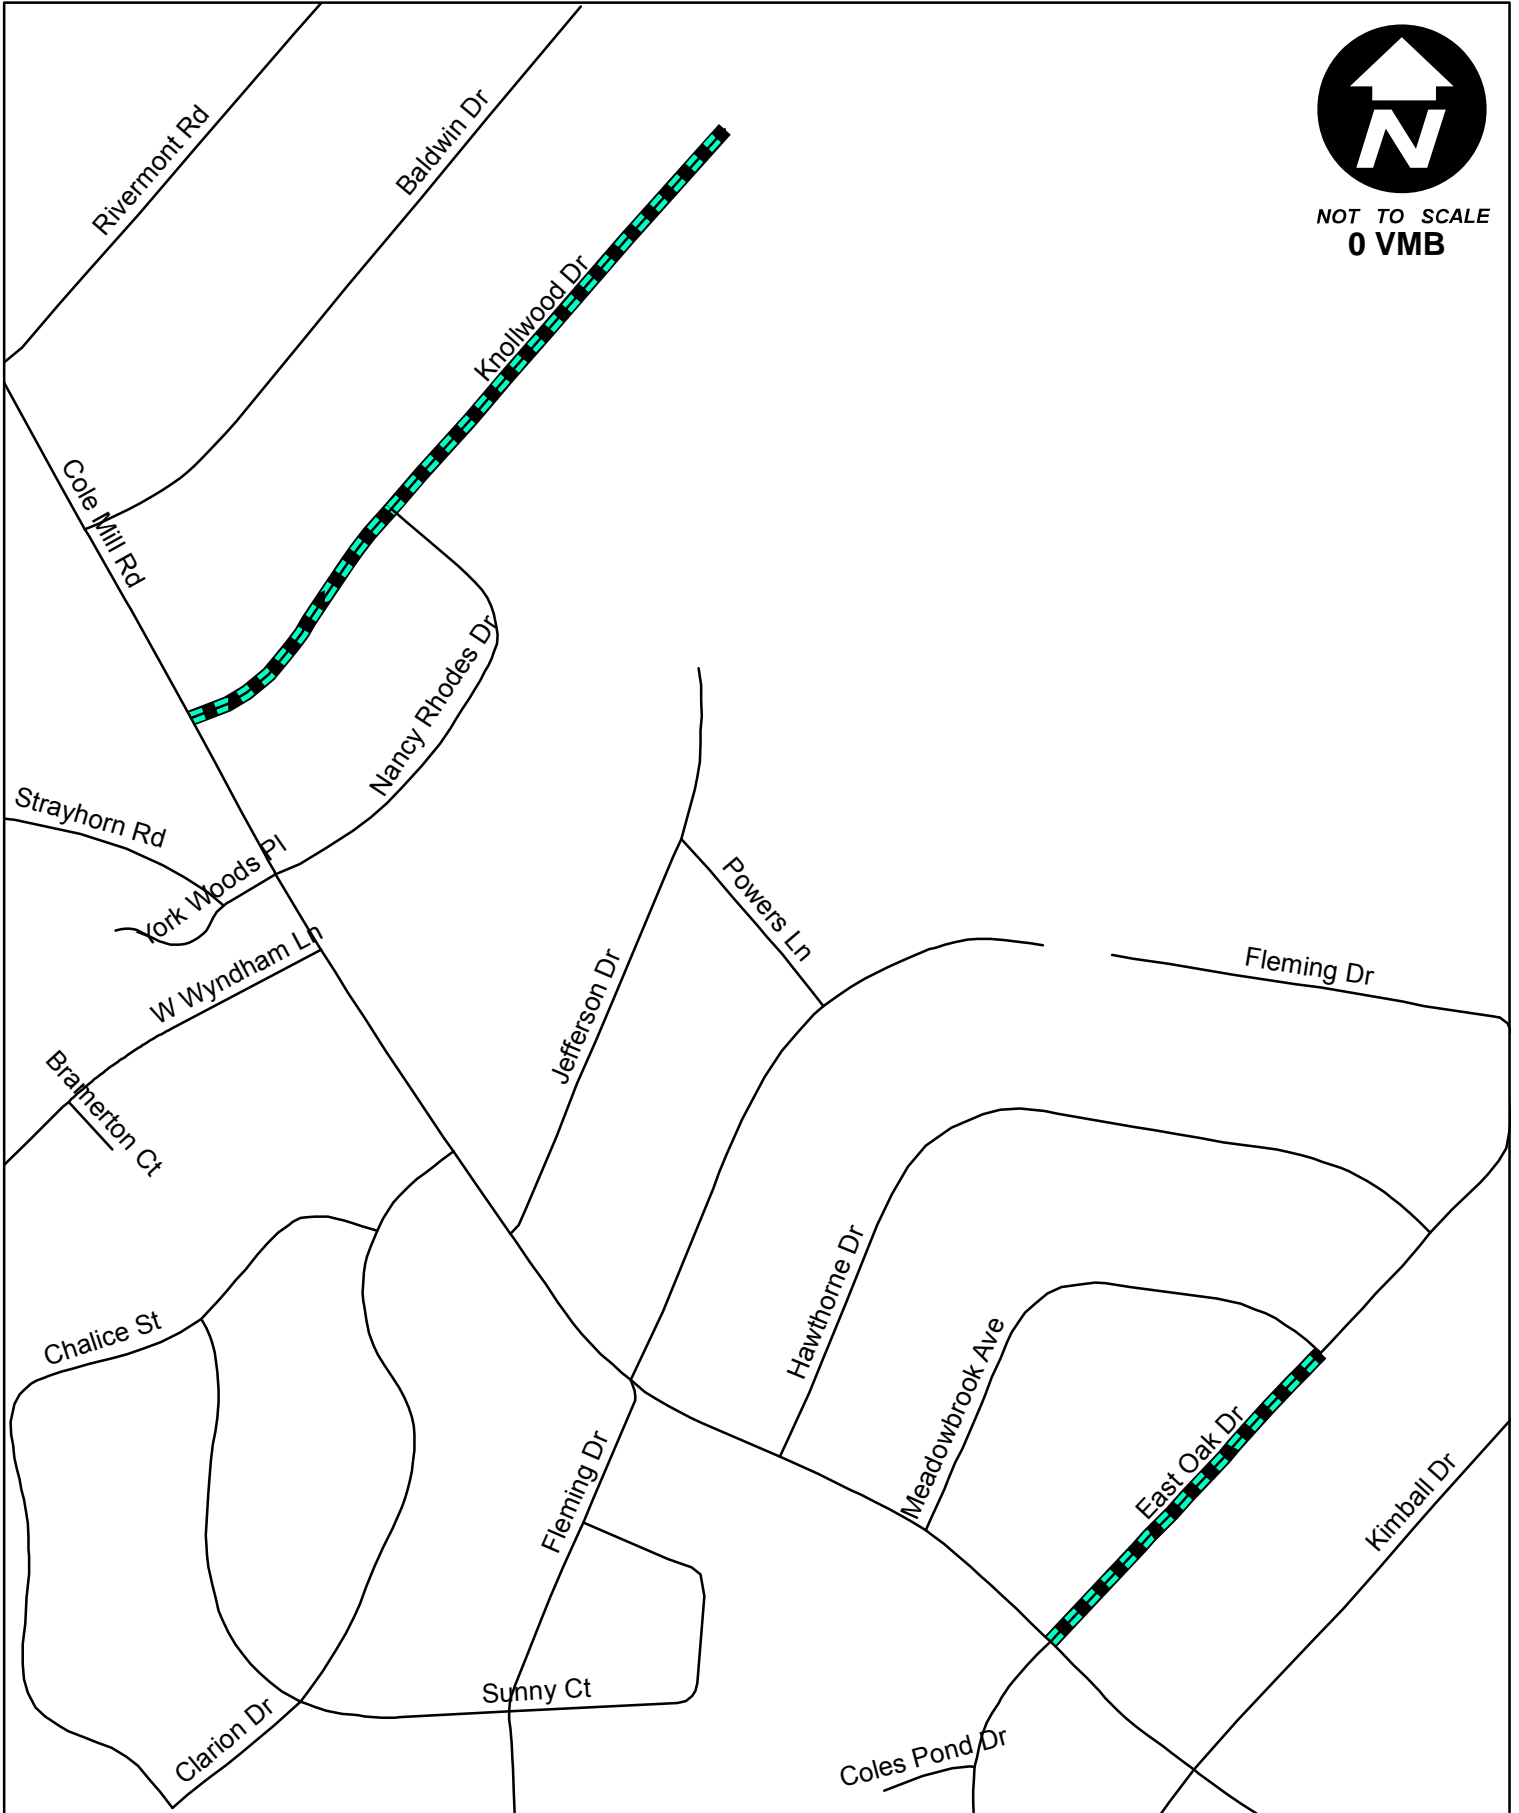 Rivermont Rd
Baldwin Dr
N
NOT TO SCALE
0 VMB
Knollwood Dr
Cole Mill Rd
Nancy Rhodes Dr
Strayhorn Rd
York Woods Pl
Powers Ln
W Wyndham Ln
Jefferson Dr
Fleming Dr
Bramerton Ct
Hawthorne Dr
Chalice St
Meadowbrook Ave
East Oak Dr
Fleming Dr
Kimball Dr
Sunny Ct
Clarion Dr
Coles Pond Dr